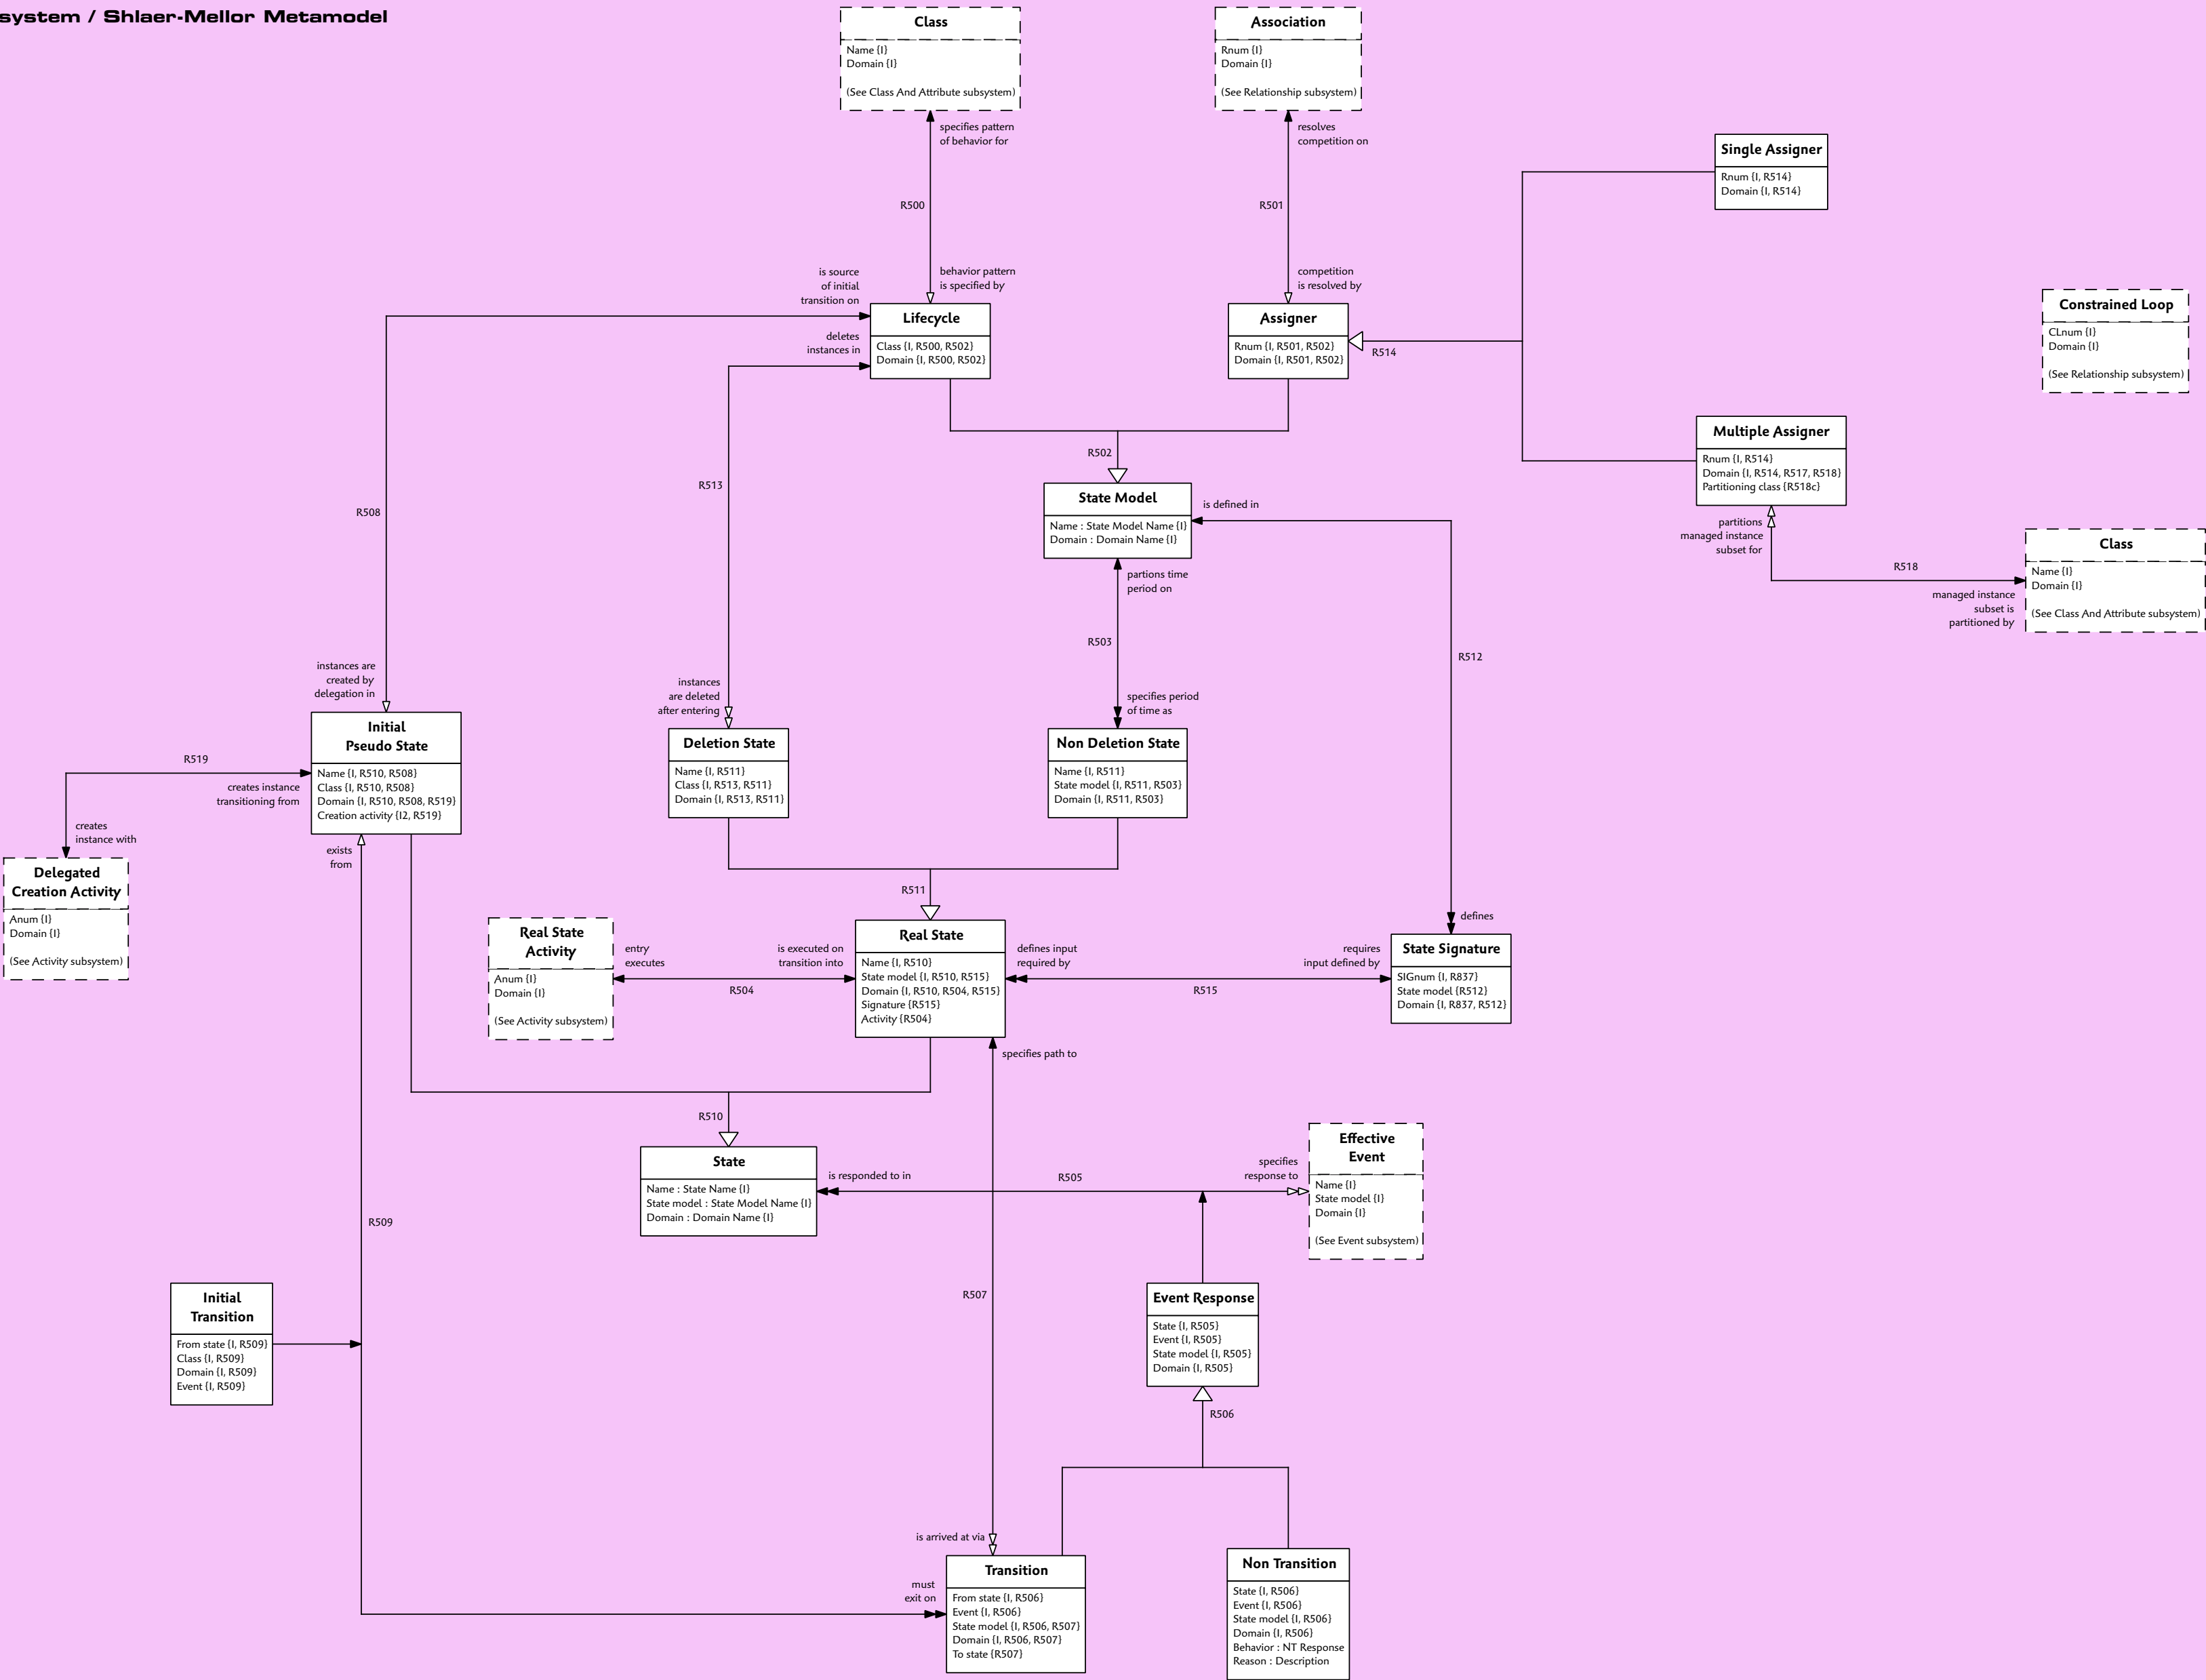 system / Shlaer-Mellor Metamodel
Class
Name {I}
Domain {I}
(See Class And Attribute subsystem)
Association
Rnum {I}
Domain {I}
(See Relationship subsystem)
specifies pattern
of behavior for
R500
behavior pattern
is specified by
resolves
competition on
R501
competition
is resolved by
Single Assigner
Rnum {I, R514}
Domain {I, R514}
is source
of initial
transition on
deletes
instances in
Lifecycle
Class {I, R500, R502}
Domain {I, R500, R502}
Assigner
Rnum {I, R501, R502}
Domain {I, R501, R502}
R514
Constrained Loop
CLnum {I}
Domain {I}
(See Relationship subsystem)
Multiple Assigner
Rnum {I, R514}
Domain {I, R514, R517, R518}
Partitioning class {R518c}
R502
State Model
Name : State Model Name {I}
Domain : Domain Name {I}
is defined in
R513
R508
partitions
managed instance
subset for
R518
managed instance
subset is
partitioned by
Class
Name {I}
Domain {I}
(See Class And Attribute subsystem)
partions time
period on
R503
specifies period
of time as
R512
instances are
created by
delegation in
instances
are deleted
after entering
Initial
Pseudo State
Name {I, R510, R508}
Class {I, R510, R508}
Domain {I, R510, R508, R519}
Creation activity {I2, R519}
Deletion State
Name {I, R511}
Class {I, R513, R511}
Domain {I, R513, R511}
Non Deletion State
Name {I, R511}
State model {I, R511, R503}
Domain {I, R511, R503}
R519
creates instance
transitioning from
creates
instance with
exists
from
Delegated
Creation Activity
Anum {I}
Domain {I}
(See Activity subsystem)
R511
Real State
Activity
Anum {I}
Domain {I}
(See Activity subsystem)
entry
executes
is executed on
transition into
R504
Real State
Name {I, R510}
State model {I, R510, R515}
Domain {I, R510, R504, R515}
Signature {R515}
Activity {R504}
defines input
required by
requires
input defined by
R515
defines
State Signature
SIGnum {I, R837}
State model {R512}
Domain {I, R837, R512}
specifies path to
R510
State
Name : State Name {I}
State model : State Model Name {I}
Domain : Domain Name {I}
is responded to in
R505
specifies
response to
Effective
Event
Name {I}
State model {I}
Domain {I}
(See Event subsystem)
R509
R507
Initial
Transition
From state {I, R509}
Class {I, R509}
Domain {I, R509}
Event {I, R509}
Event Response
State {I, R505}
Event {I, R505}
State model {I, R505}
Domain {I, R505}
R506
is arrived at via
must
exit on
Transition
From state {I, R506}
Event {I, R506}
State model {I, R506, R507}
Domain {I, R506, R507}
To state {R507}
Non Transition
State {I, R506}
Event {I, R506}
State model {I, R506}
Domain {I, R506}
Behavior : NT Response
Reason : Description